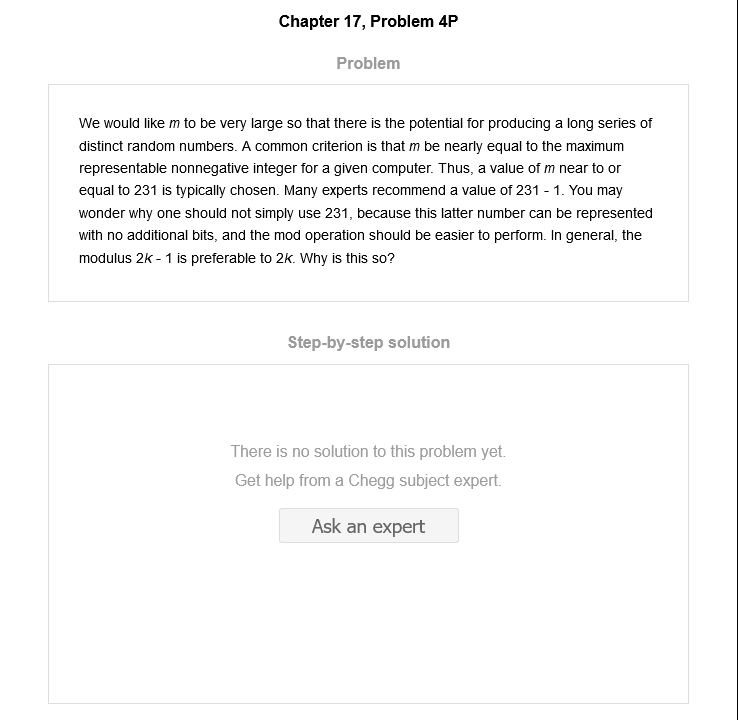 Chapter 17, Problem 4P
Problem
We would like m to be very large so that there is the potential for producing a long series of
distinct random numbers. A common criterion is that m be nearly equal to the maximum
representable nonnegative integer for a given computer. Thus, a value of m near to or
equal to 231 is typically chosen. Many experts recommend a value of 231 - 1. You may
wonder why one should not simply use 231, because this latter number can be represented
with no additional bits, and the mod operation should be easier to perform. In general, the
modulus 2k - 1 is preferable to 2k. Why is this so?
Step-by-step solution
There is no solution to this problem yet.
Get help from a Chegg subject expert.
Ask an expert